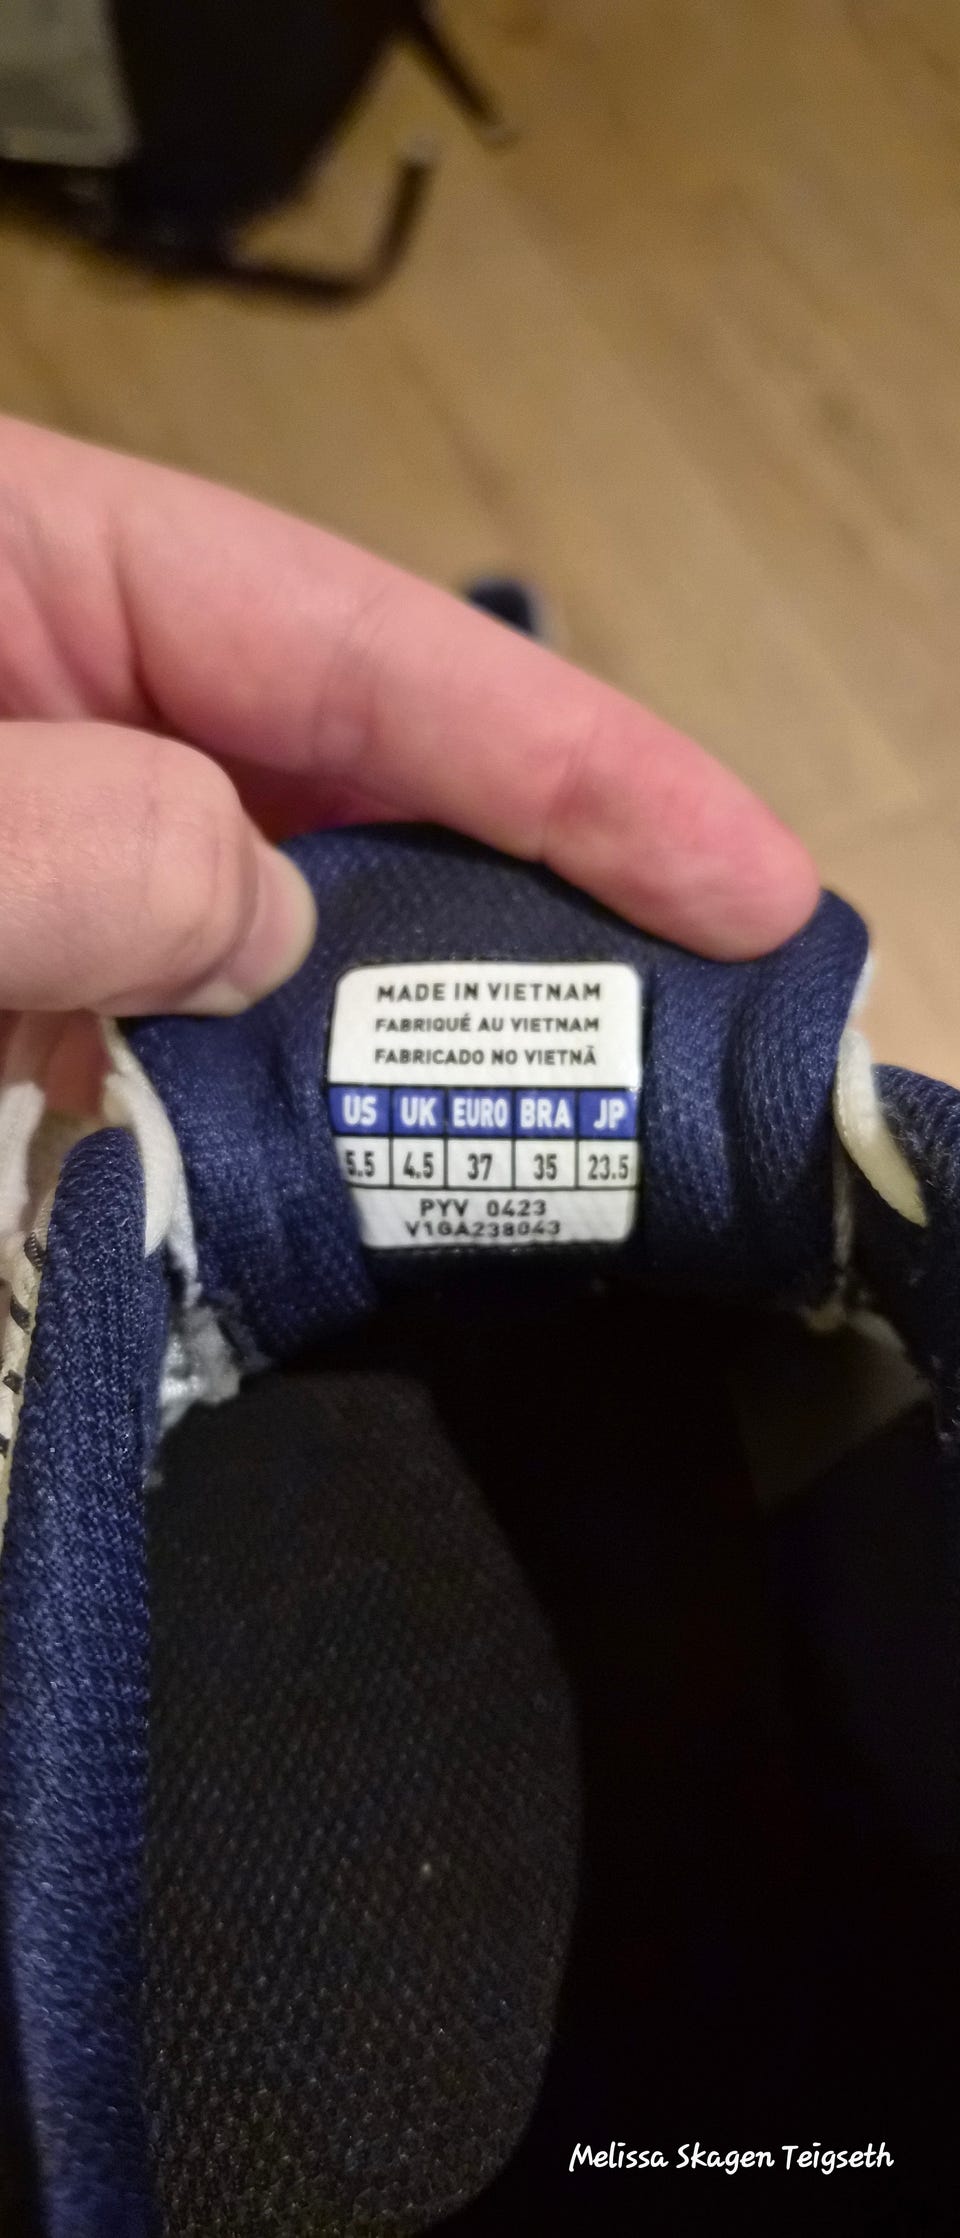 MADE IN VIETNAM
FABRIQUÉ AU VIETNAM
FABRICADO NO VIETNÃ
US UK EURO BRA JP
5.5 4.5 37 35 23.5
PYV 0423
V1GA238043
Melissa Skagen Teigseth